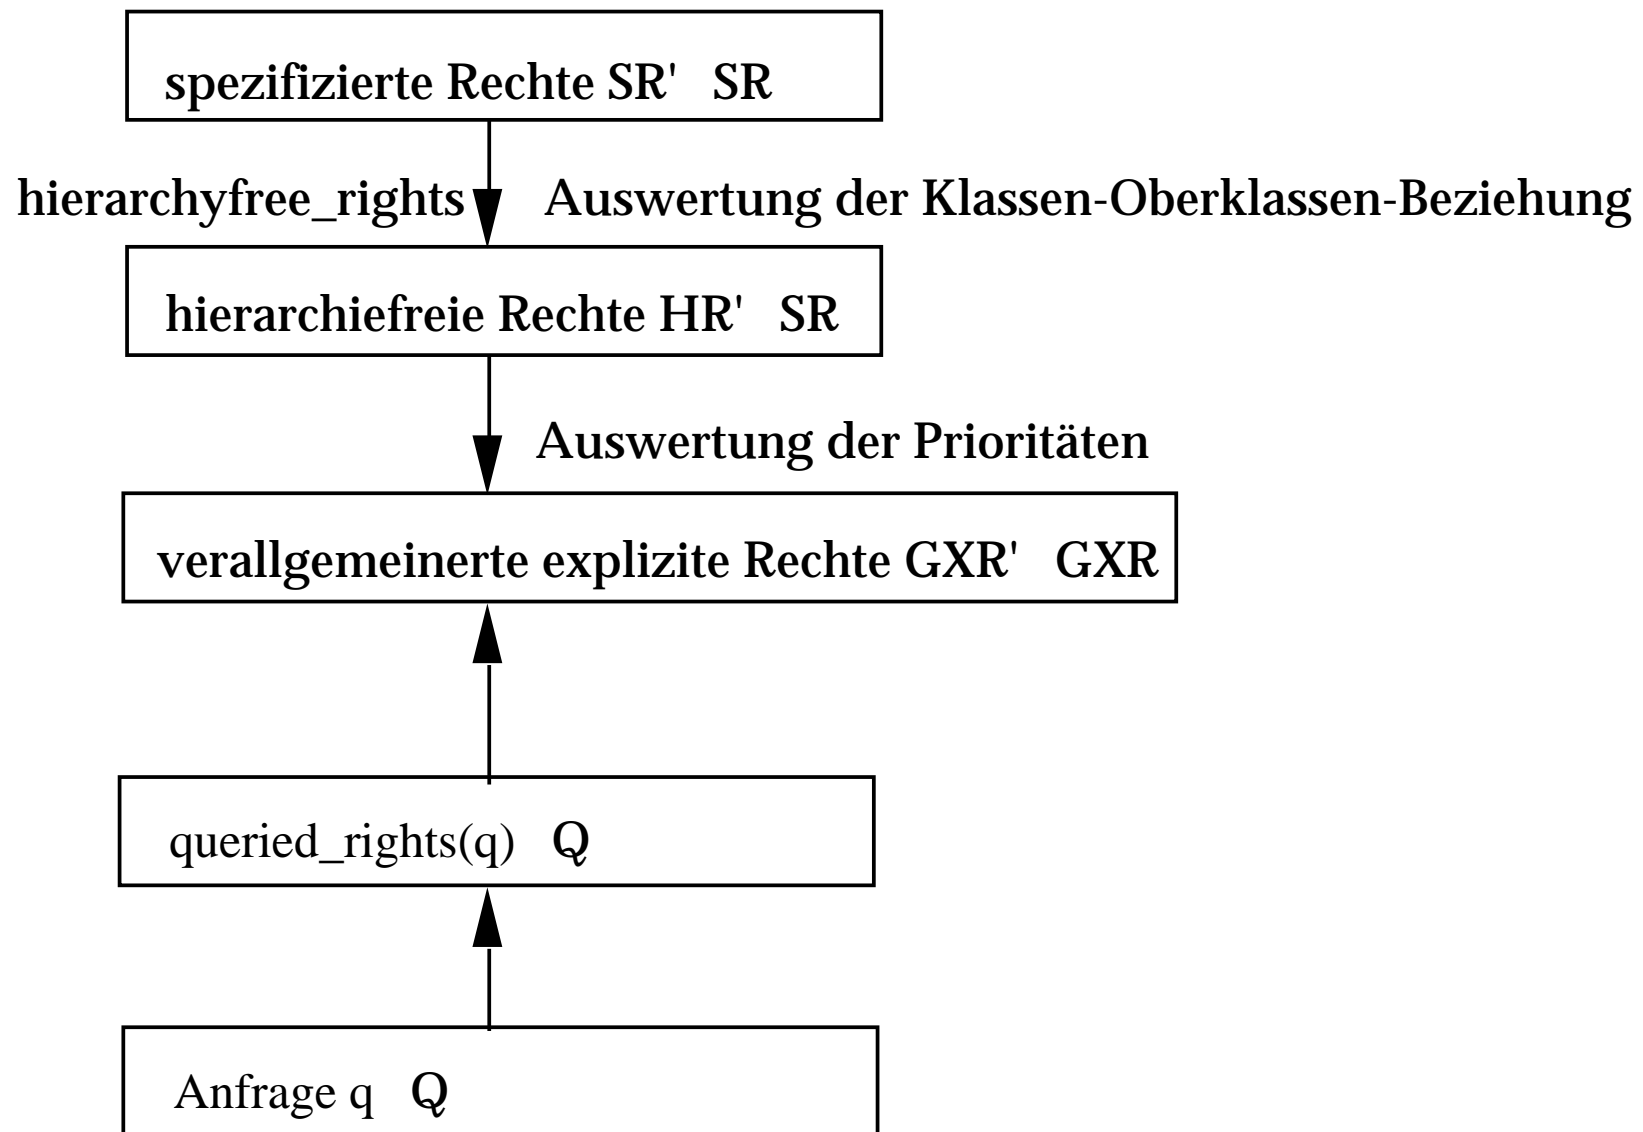 spezifizierte Rechte SR' SR
hierarchyfree_rights Auswertung der Klassen-Oberklassen-Beziehung
hierarchiefreie Rechte HR' SR
Auswertung der Prioritäten
verallgemeinerte explizite Rechte GXR' GXR
queried_rights(q) Q
Anfrage q Q